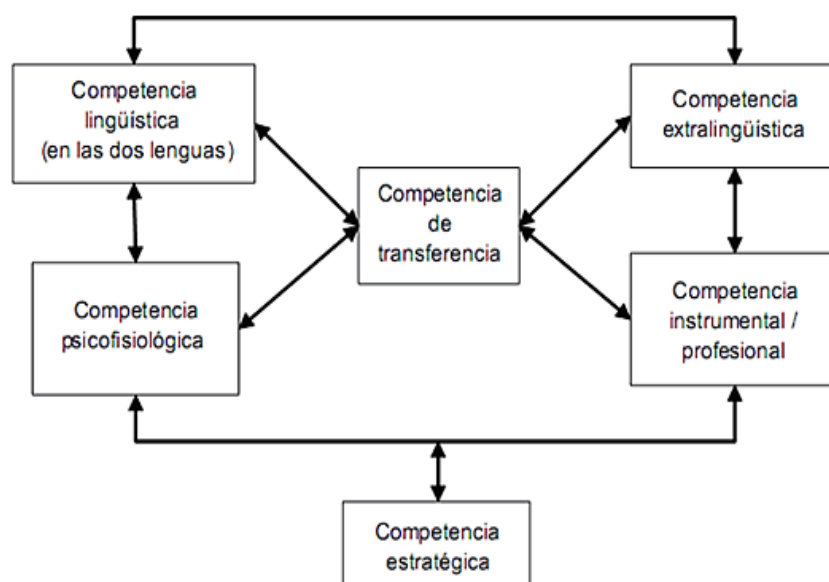 Competencia
lingüística
(en las dos lenguas)
Competencia
extralingüística
Competencia
de
transferencia
Competencia
psicofisiológica
Competencia
instrumental /
profesional
Competencia
estratégica